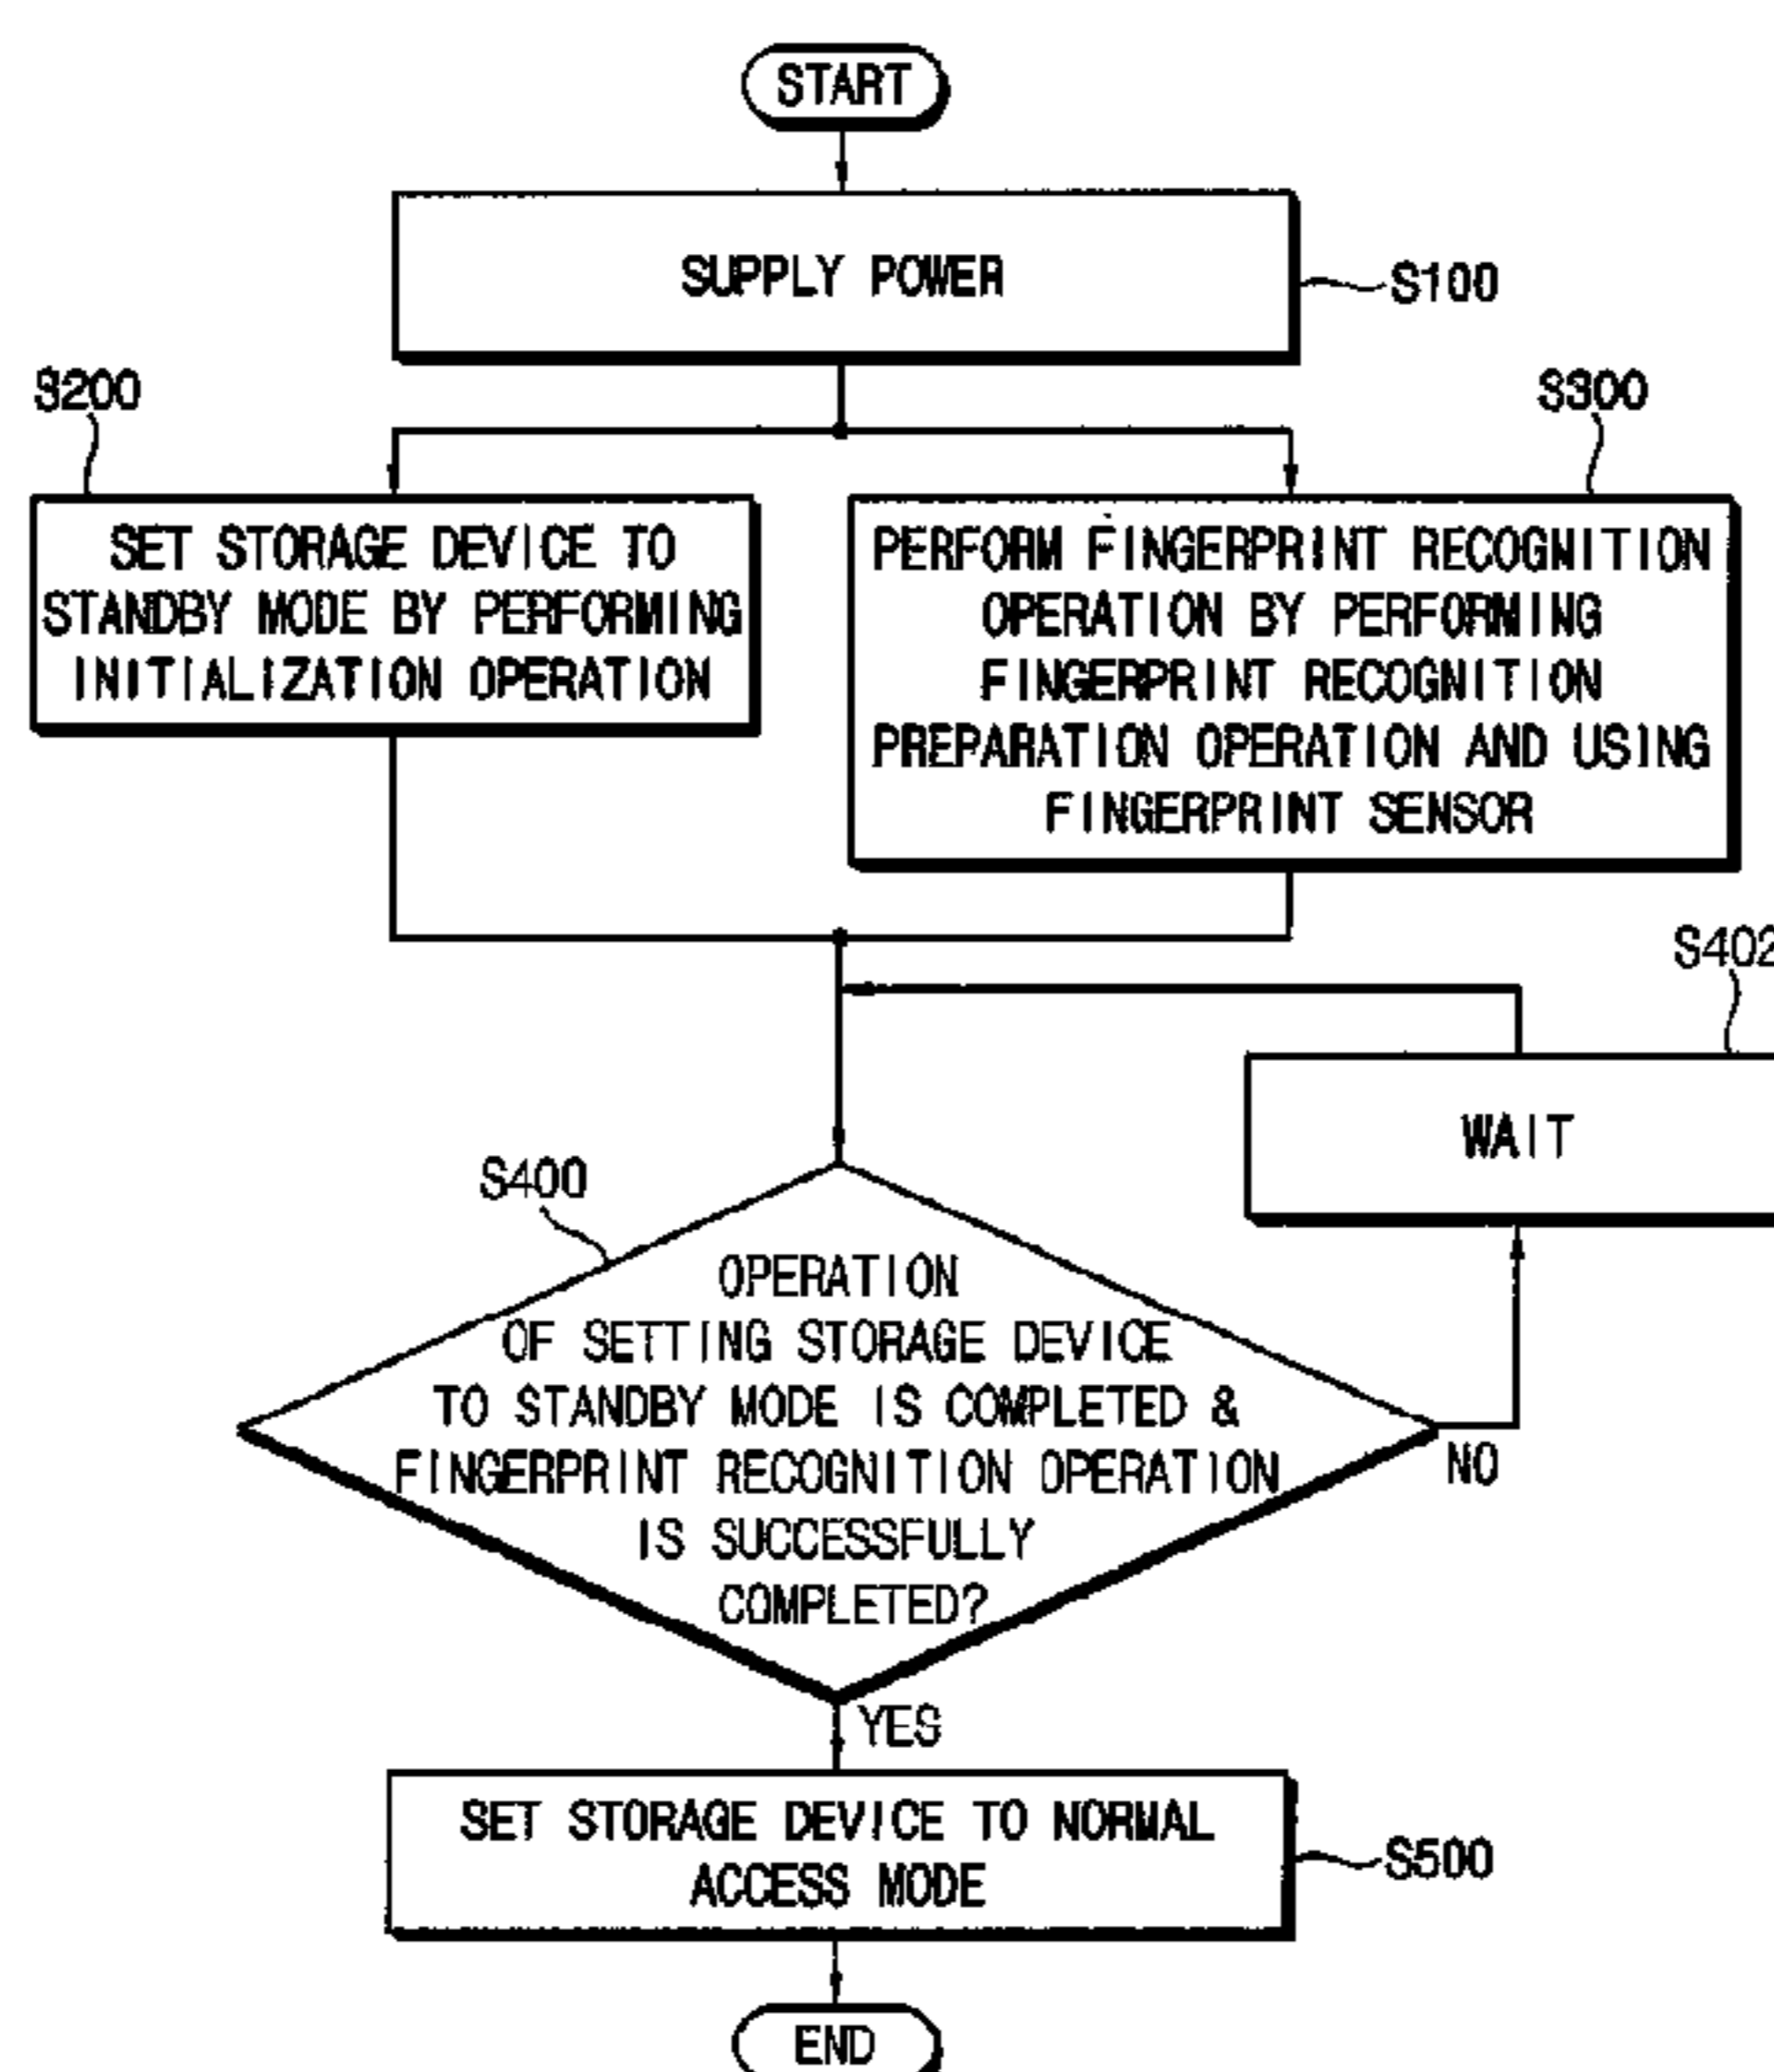 START
SUPPLY POWER
S100
S200
S300
SET STORAGE DEVICE TO
STANDBY MODE BY PERFORMING
INITIALIZATION OPERATION
PERFORM FINGERPRINT RECOGNITION
OPERATION BY PERFORMING
FINGERPRINT RECOGNITION
PREPARATION OPERATION AND USING
FINGERPRINT SENSOR
S402
WAIT
S400
OPERATION
OF SETTING STORAGE DEVICE
TO STANDBY MODE IS COMPLETED &
FINGERPRINT RECOGNITION OPERATION
IS SUCCESSFULLY
COMPLETED?
NO
YES
SET STORAGE DEVICE TO NORMAL
ACCESS MODE
S500
END